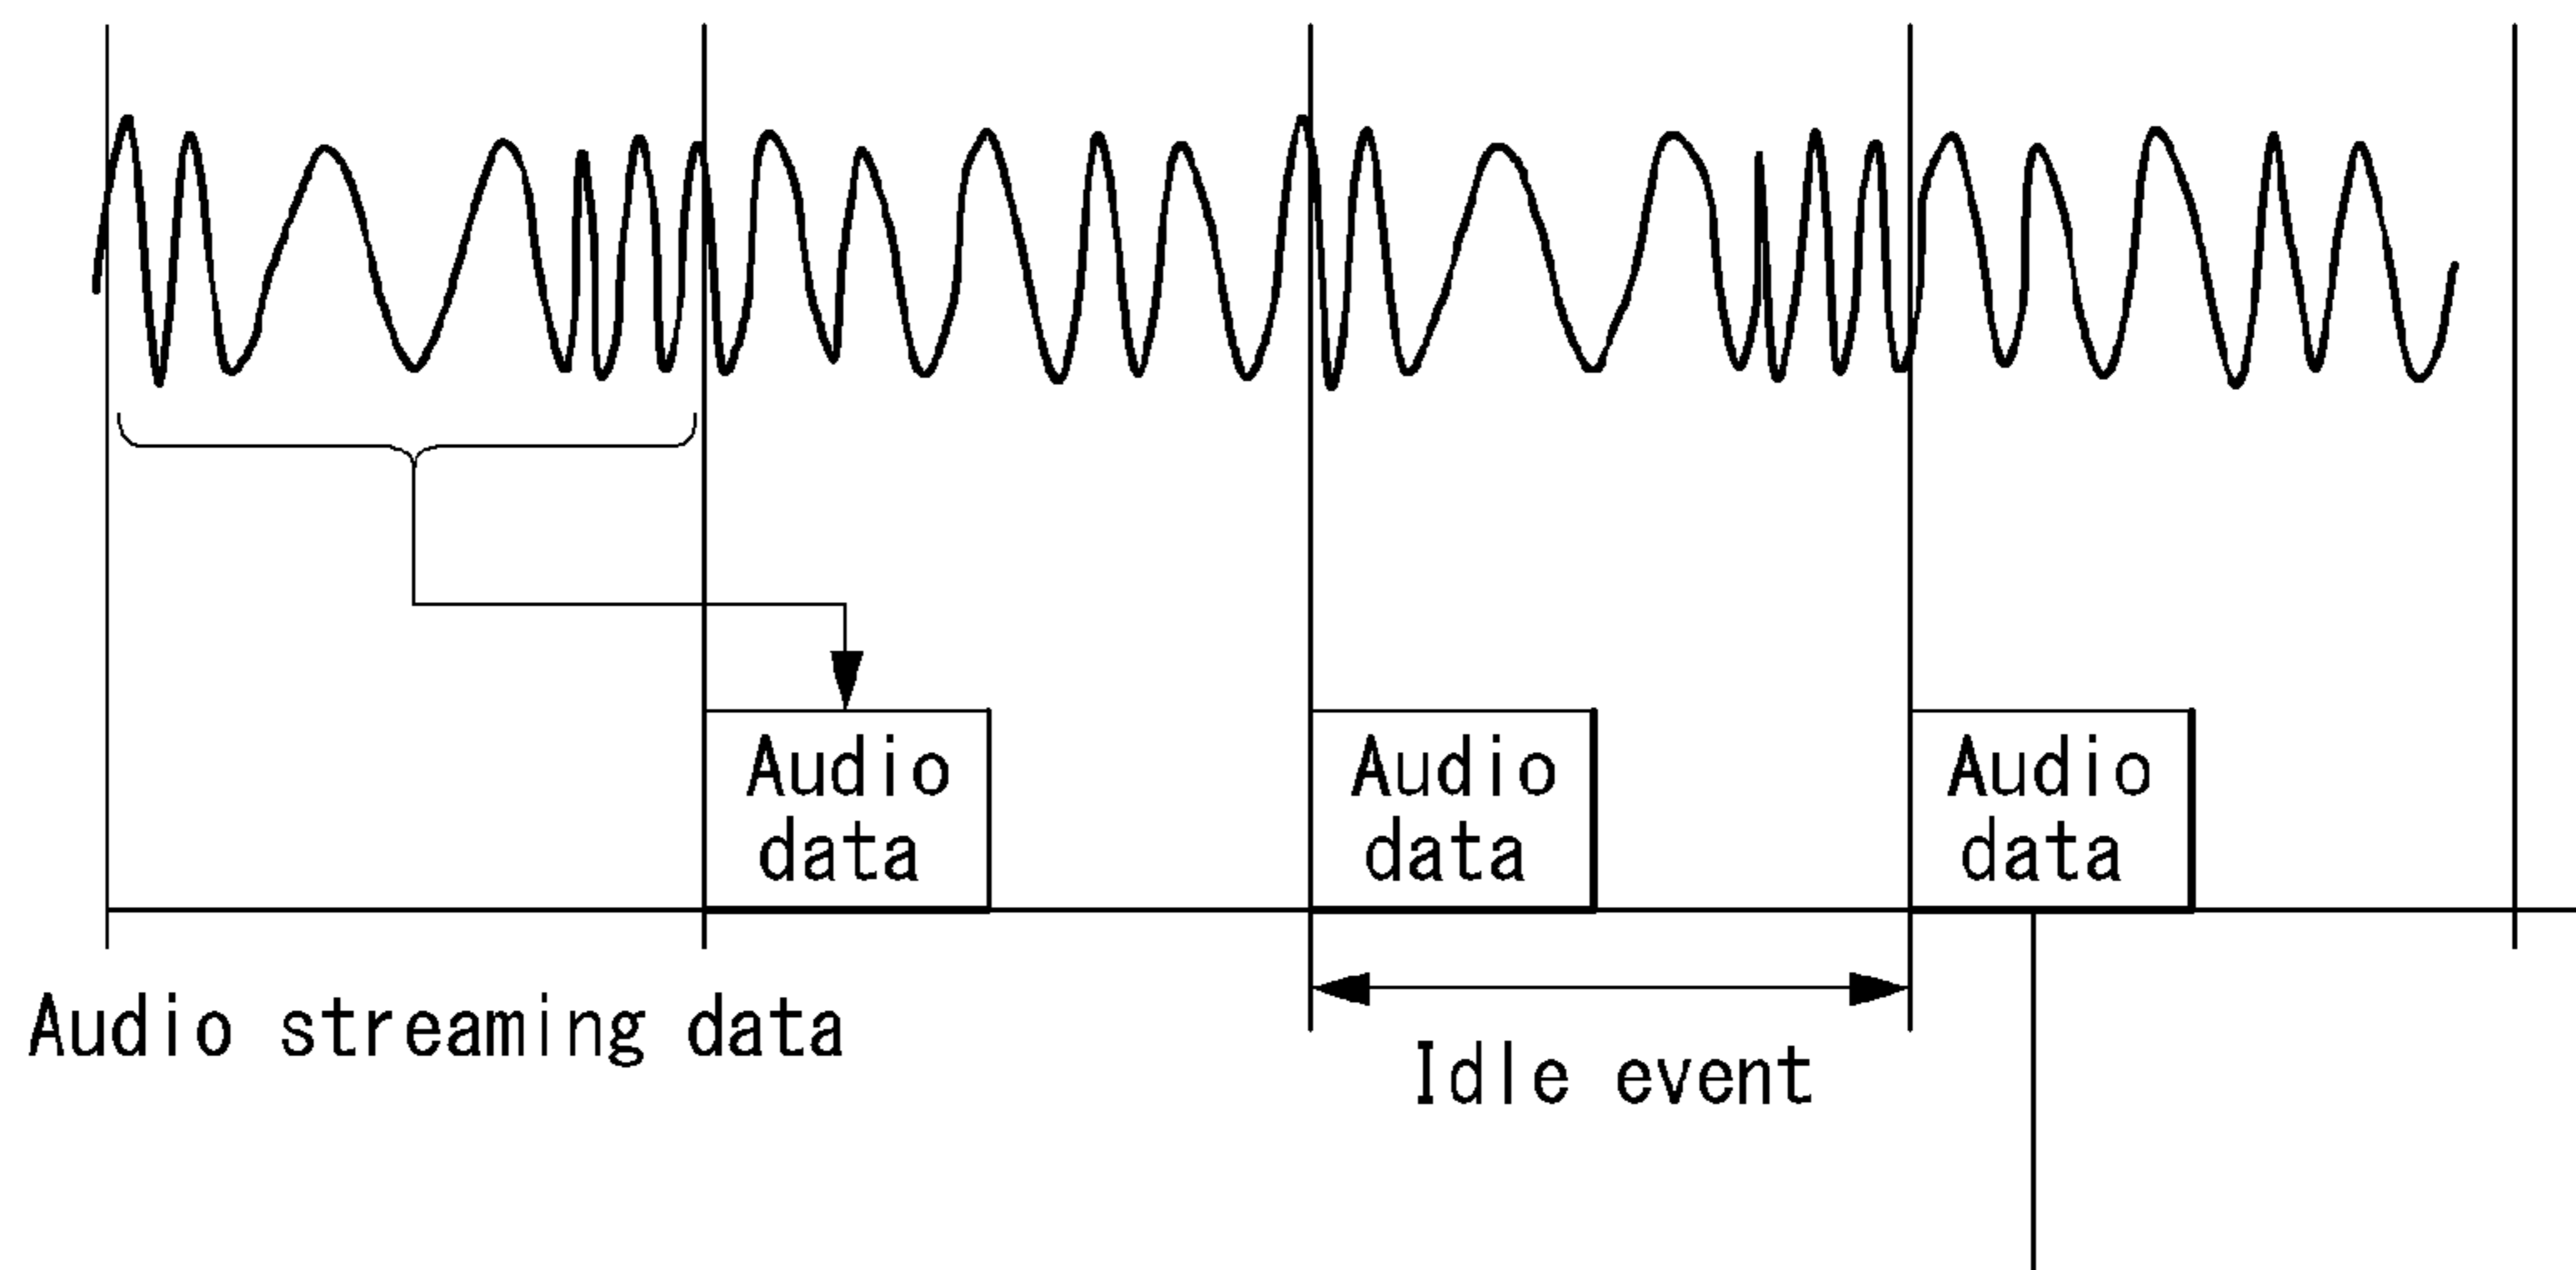 Audio
data
Audio
data
Audio
data
Audio streaming data
Idle event